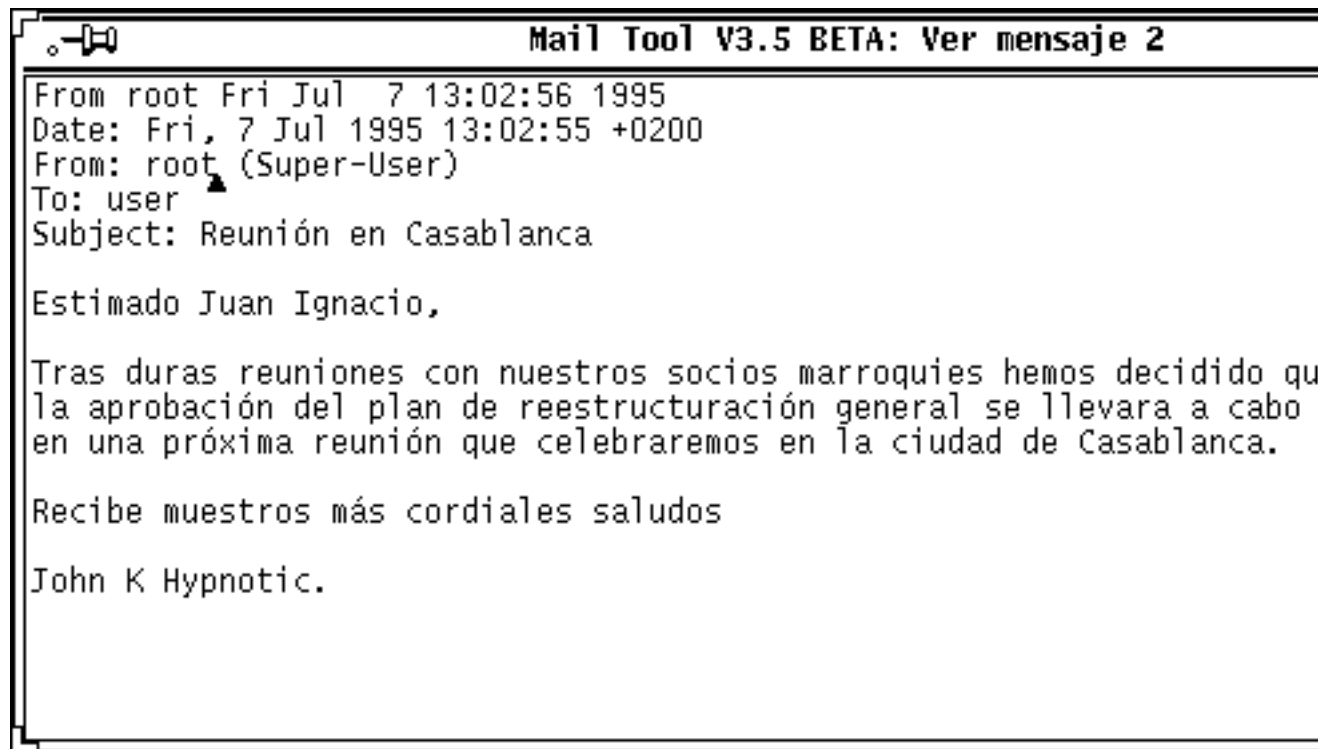 Mail Tool V3.5 BETA: Ver mensaje 2
From root Fri Jul  7 13:02:56 1995
Date: Fri, 7 Jul 1995 13:02:55 +0200
From: root (Super-User)
To: user
Subject: Reunión en Casablanca
Estimado Juan Ignacio,
Tras duras reuniones con nuestros socios marroquies hemos decidido qu
la aprobación del plan de reestructuración general se llevara a cabo
en una próxima reunión que celebraremos en la ciudad de Casablanca.
Recibe muestros más cordiales saludos
John K Hypnotic.